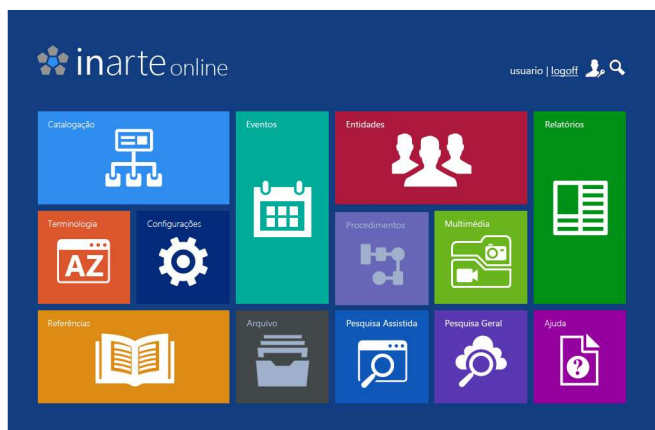 inarte online
usuario | logoff
Catalogação
Eventos
Entidades
Relatórios
Terminologia
Configurações
Procedimentos
Multimédia
AZ
Referências
Arquivo
Pesquisa Assistida
Pesquisa Geral
Ajuda
?